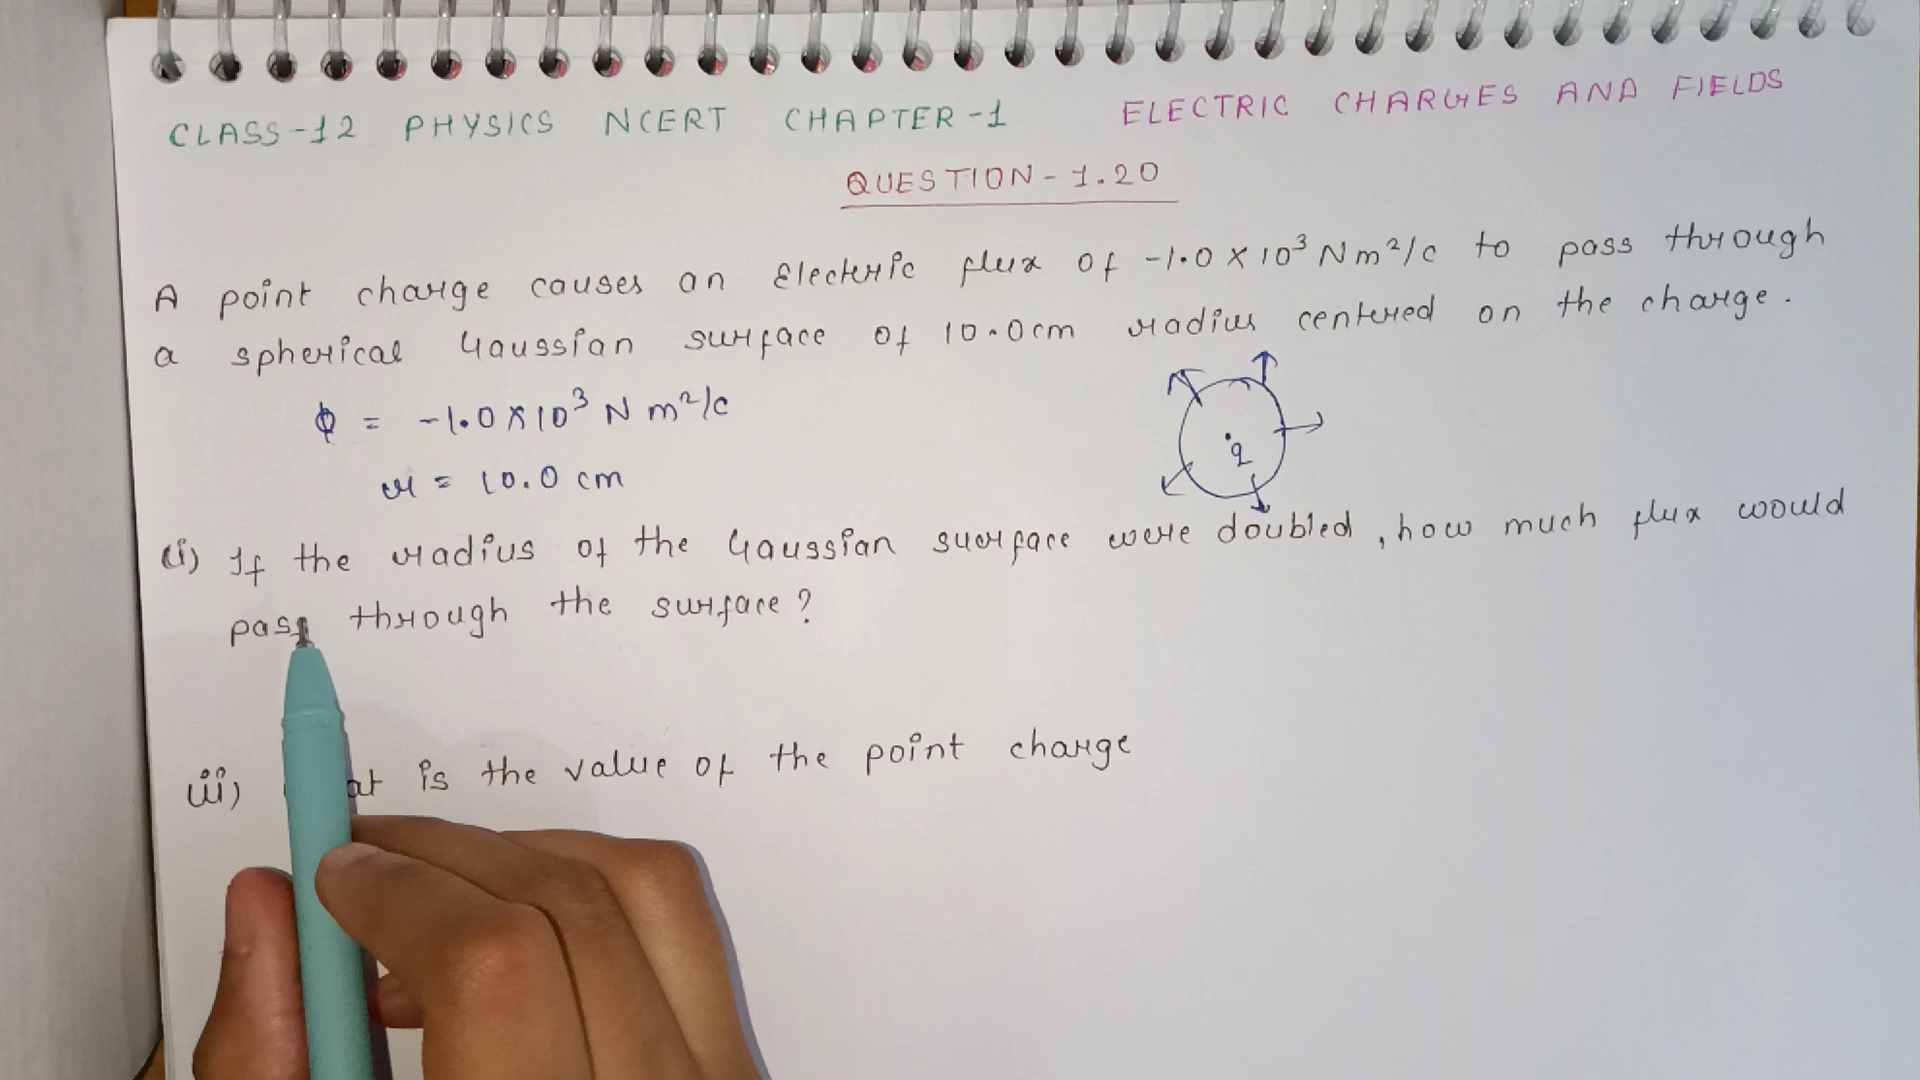 CLASS-12 PHYSICS NCERT CHAPTER-1 ELECTRIC CHARGES AND FIELDS
QUESTION-1.20
A point charge causes an Electric flux of -1.0 × 10³ Nm²/c to pass through
a spherical Gaussian surface of 10.0cm radius centered on the charge.
ϕ = -1.0×10³ N m²/c
r = 10.0 cm
q
(i) If the radius of the Gaussian surface were doubled, how much flux would
pass through the surface?
ii) is the value of the point charge